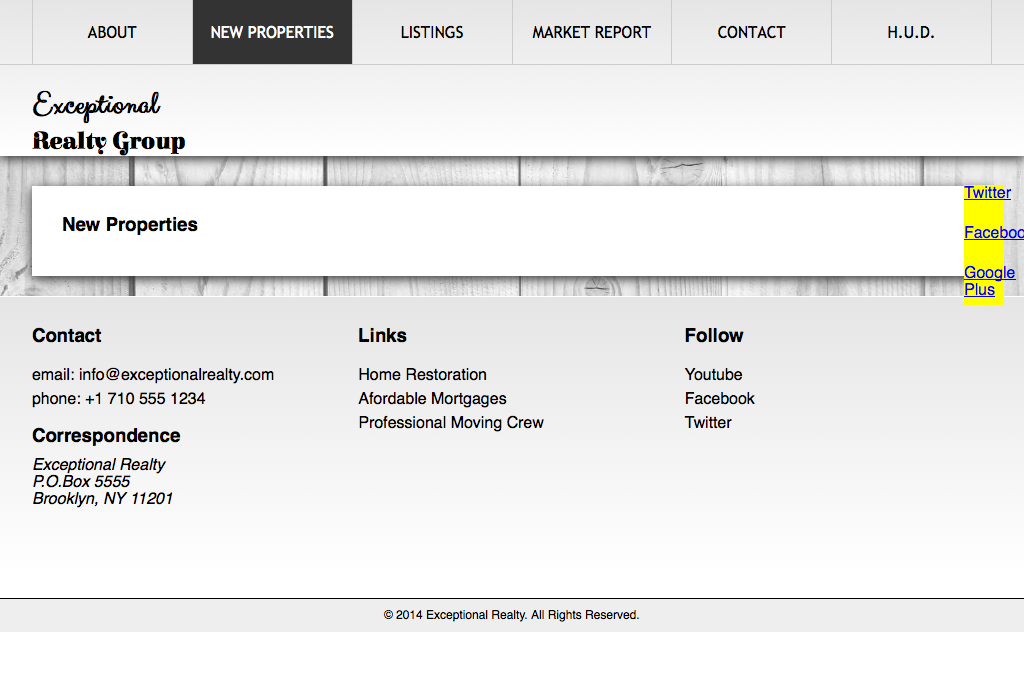 ABOUT
NEW PROPERTIES
LISTINGS
MARKET REPORT
CONTACT
H.U.D.
Exceptional
Realty Group
Twitter
New Properties
Faceboo
Google
Plus
Contact
email: info@exceptionalrealty.com
phone: +1 710 555 1234
Correspondence
Exceptional Realty
P.O.Box 5555
Brooklyn, NY 11201
Links
Home Restoration
Afordable Mortgages
Professional Moving Crew
Follow
Youtube
Facebook
Twitter
© 2014 Exceptional Realty. All Rights Reserved.